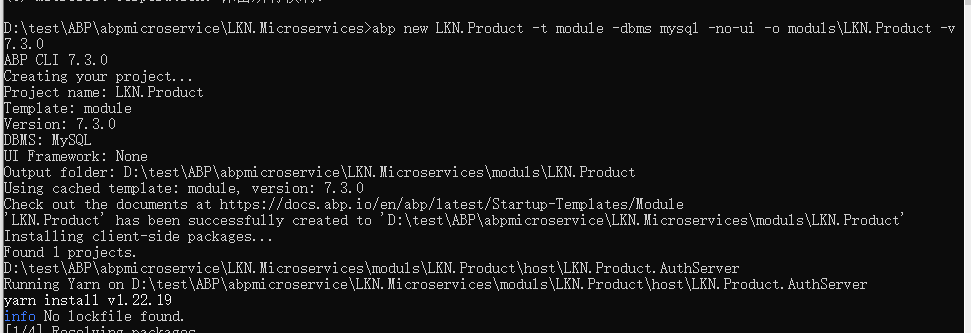 D:\test\ABP\abpmicroservice\LKN.Microservices>abp new LKN.Product -t module -dbms mysql -no-ui -o moduls\LKN.Product -v
7.3.0
ABP CLI 7.3.0
Creating your project...
Project name: LKN.Product
Template: module
Version: 7.3.0
DBMS: MySQL
UI Framework: None
Output folder: D:\test\ABP\abpmicroservice\LKN.Microservices\moduls\LKN.Product
Using cached template: module, version: 7.3.0
Check out the documents at https://docs.abp.io/en/abp/latest/Startup-Templates/Module
'LKN.Product' has been successfully created to 'D:\test\ABP\abpmicroservice\LKN.Microservices\moduls\LKN.Product'
Installing client-side packages...
Found 1 projects.
D:\test\ABP\abpmicroservice\LKN.Microservices\moduls\LKN.Product\host\LKN.Product.AuthServer
Running Yarn on D:\test\ABP\abpmicroservice\LKN.Microservices\moduls\LKN.Product\host\LKN.Product.AuthServer
yarn install v1.22.19
info No lockfile found.
[1/4] Resolving packages